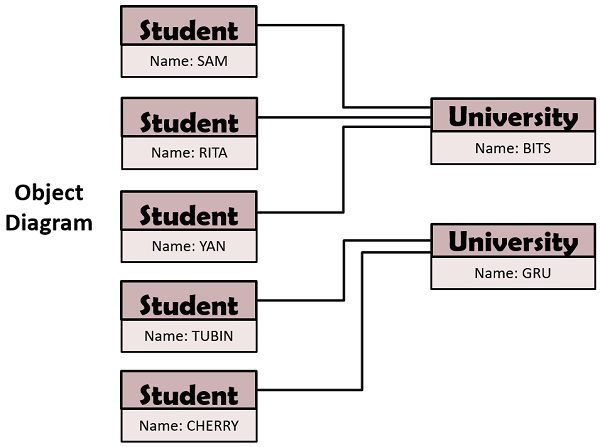 Student
Name: SAM
Student
Name: RITA
Student
Name: YAN
Student
Name: TUBIN
Student
Name: CHERRY
Object
Diagram
University
Name: BITS
University
Name: GRU